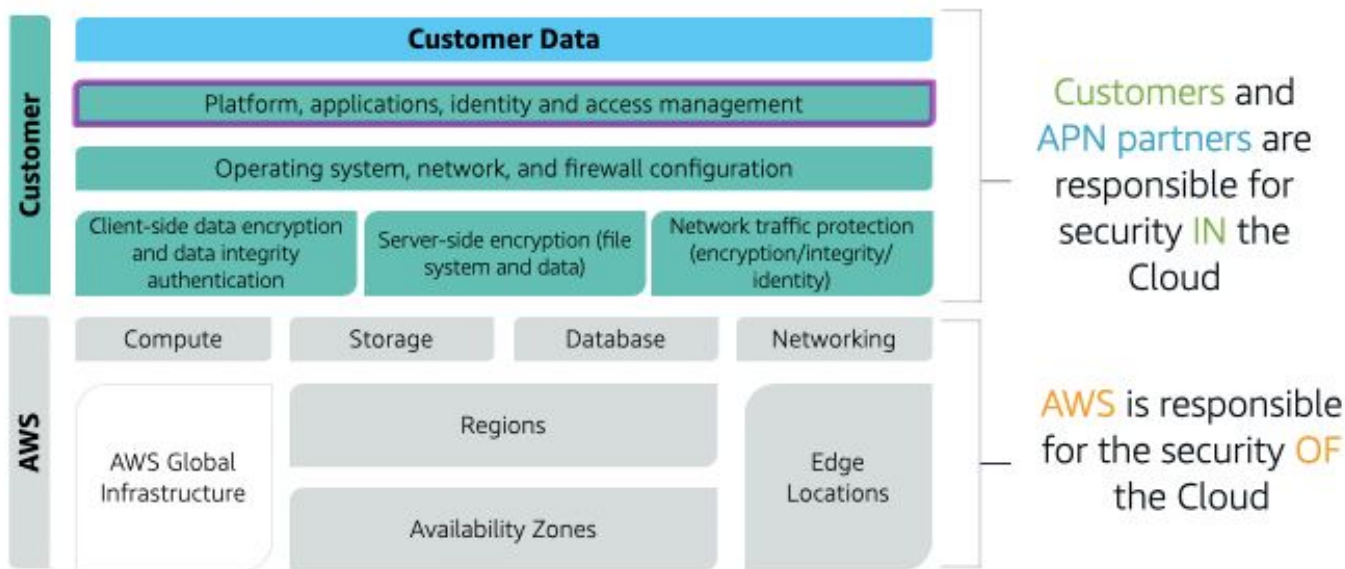 Customer
Customer Data
Platform, applications, identity and access management
Operating system, network, and firewall configuration
Client-side data encryption
and data integrity
authentication
Server-side encryption (file
system and data)
Network traffic protection
(encryption/integrity/
identity)
Customers and
APN partners are
responsible for
security IN the
Cloud
AWS
Compute
Storage
Database
Networking
AWS Global
Infrastructure
Regions
Availability Zones
Edge
Locations
AWS is responsible
for the security OF
the Cloud